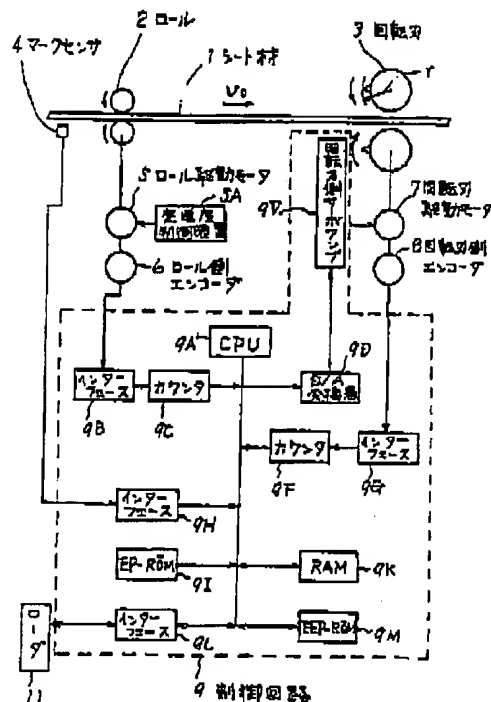 2 ロール
3 回転刃
4 マークセンサ
1 シート材
V₀
r
5 ロール駆動モータ
5A
定速度
制御装置
6 ロール側
エンコーダ
9E
回転刃側サーボアンプ
7 回転刃
駆動モータ
8 回転刃側
エンコーダ
9A
CPU
インター
フェース
9B
カウンタ
9C
D/A
変換器
9D
カウンタ
9F
インター
フェース
9G
インター
フェース
9H
EP-ROM
9I
RAM
9K
ローダ
11
インター
フェース
9L
EEP-ROM
9M
9 制御回路